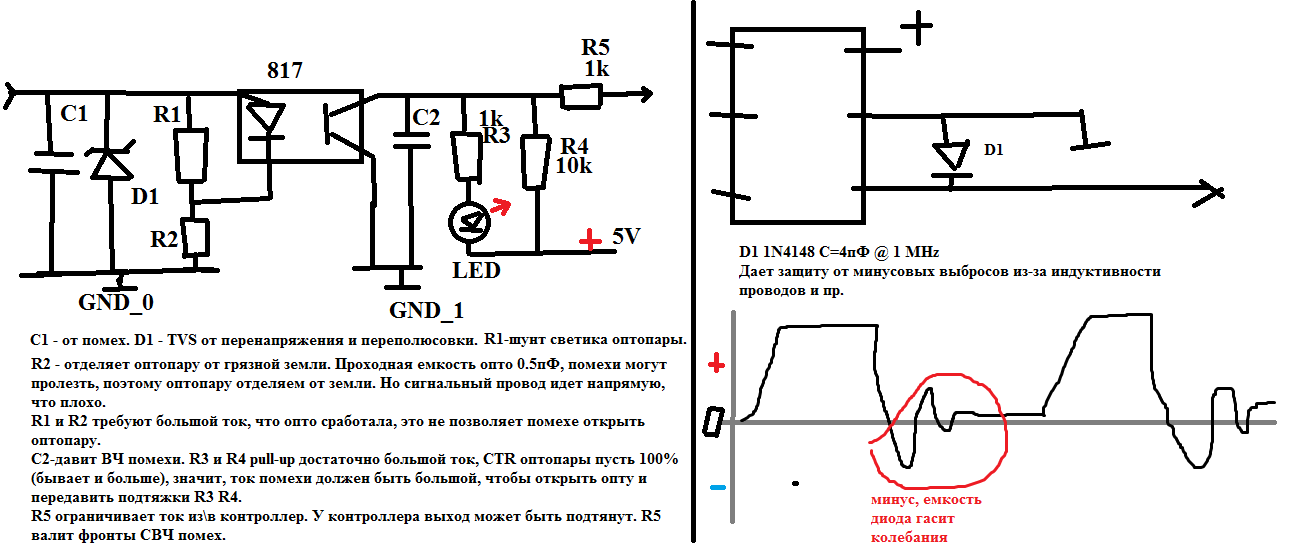 817
R5
1k
C1
R1
D1
R2
C2
1k
R3
R4
10k
+ 5V
LED
GND_0
GND_1
C1 - от помех. D1 - TVS от перенапряжения и переполюсовки. R1-шунт светика оптопары.
R2 - отделяет оптопару от грязной земли. Проходная емкость опто 0.5пФ, помехи могут
пролезть, поэтому оптопару отделяем от земли. Но сигнальный провод идет напрямую,
что плохо.
R1 и R2 требуют большой ток, что опто сработала, это не позволяет помехе открыть
оптопару.
C2-давит ВЧ помехи. R3 и R4 pull-up достаточно большой ток, CTR оптопары пусть 100%
(бывает и больше), значит, ток помехи должен быть большой, чтобы открыть опту и
передавить подтяжки R3 R4.
R5 ограничивает ток из\в контроллер. У контроллера выход может быть подтянут. R5
валит фронты СВЧ помех.
+
D1
D1 1N4148 C=4пФ @ 1 MHz
Дает защиту от минусовых выбросов из-за индуктивности
проводов и пр.
+
0
-
минус, емкость
диода гасит
колебания